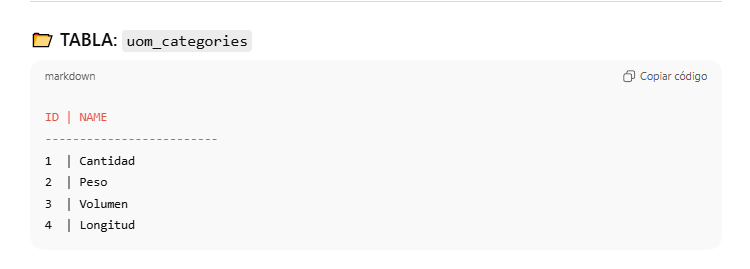 📂 TABLA: uom_categories
markdown
Copiar código
ID | NAME
-------------------------
1 | Cantidad
2 | Peso
3 | Volumen
4 | Longitud